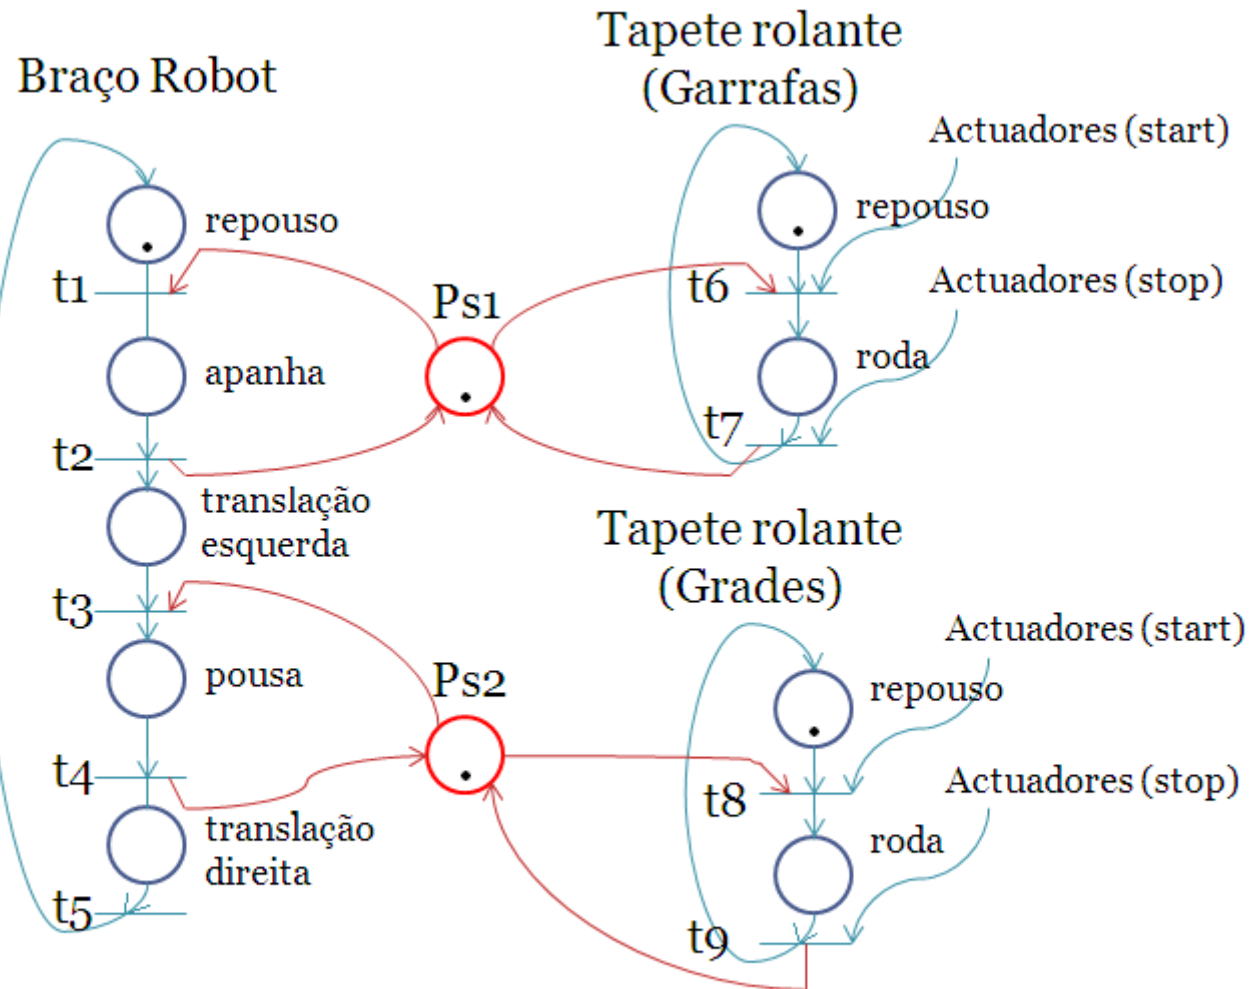 Braço Robot
repouso
t1
apanha
t2
translação
esquerda
t3
pousa
t4
translação
direita
t5
Ps1
Ps2
Tapete rolante
(Garrafas)
Actuadores (start)
repouso
t6
Actuadores (stop)
roda
t7
Tapete rolante
(Grades)
Actuadores (start)
repouso
t8
Actuadores (stop)
roda
t9